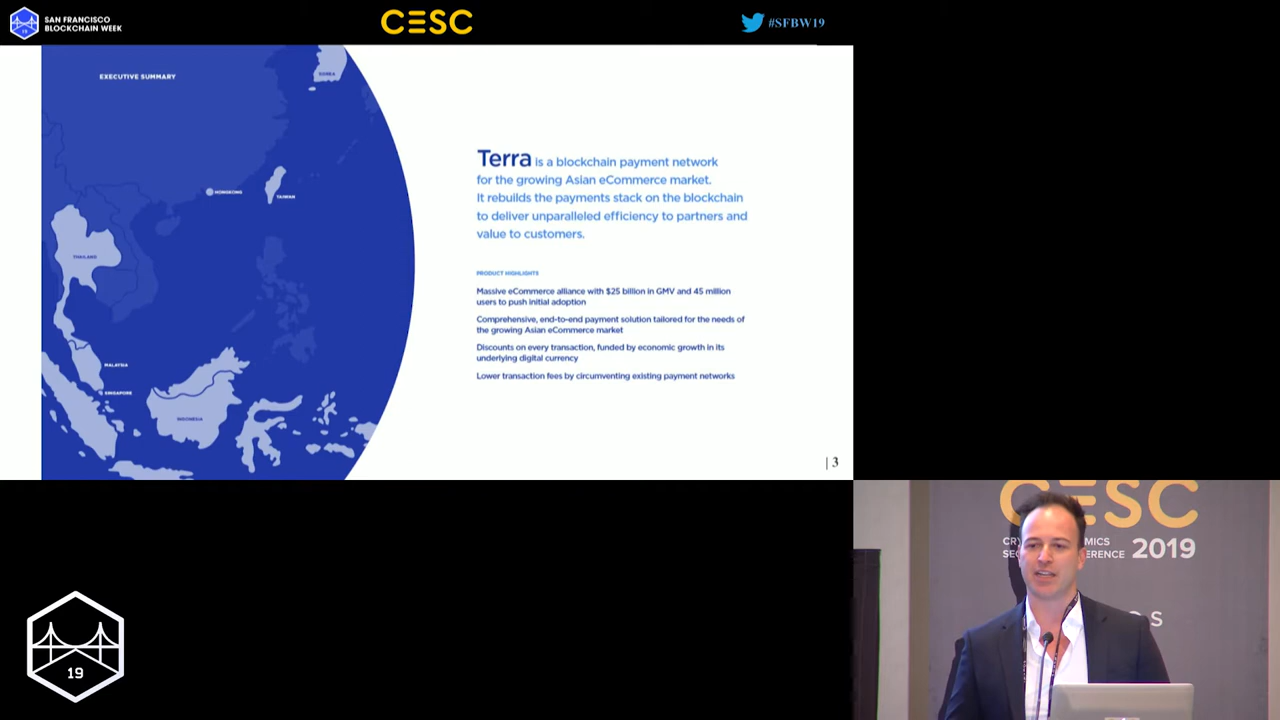 SAN FRANCISCO
BLOCKCHAIN WEEK
19
CESC
#SFBW19
EXECUTIVE SUMMARY
KOREA
HONGKONG
TAIWAN
THAILAND
MALAYSIA
SINGAPORE
INDONESIA
Terra is a blockchain payment network
for the growing Asian eCommerce market.
It rebuilds the payments stack on the blockchain
to deliver unparalleled efficiency to partners and
value to customers.
PRODUCT HIGHLIGHTS
Massive eCommerce alliance with $25 billion in GMV and 45 million
users to push initial adoption
Comprehensive, end-to-end payment solution tailored for the needs of
the growing Asian eCommerce market
Discounts on every transaction, funded by economic growth in its
underlying digital currency
Lower transaction fees by circumventing existing payment networks
| 3
19
CESC
2019